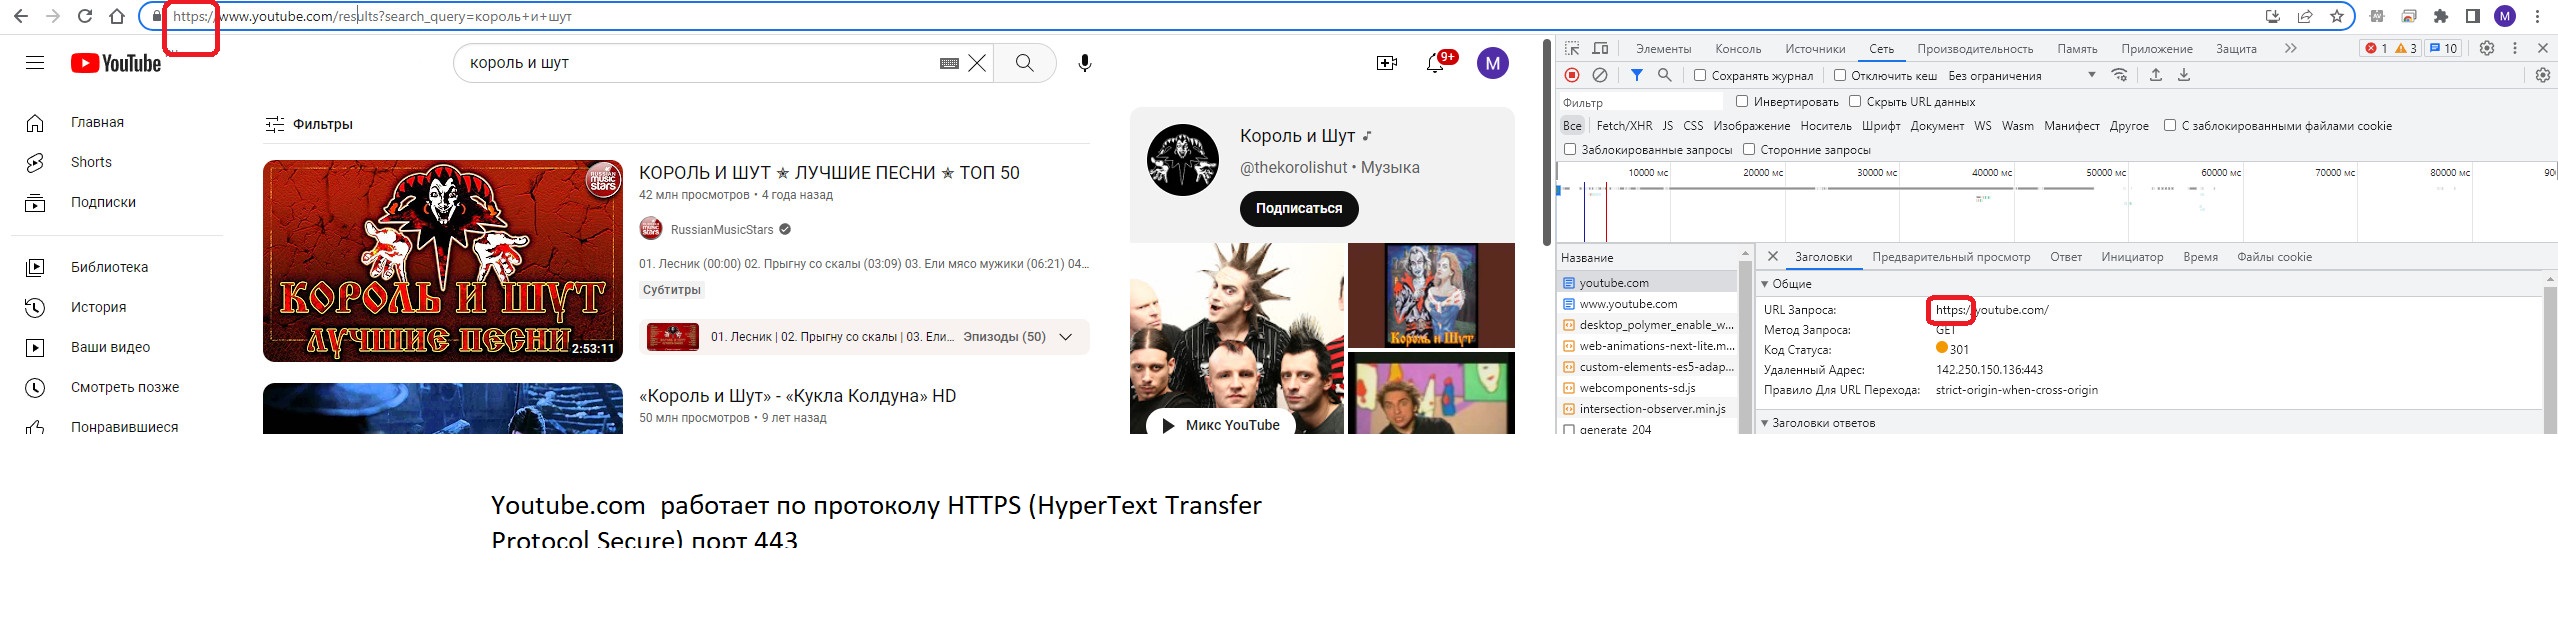 https://www.youtube.com/results?search_query=король+и+шут
M
YouTube
король и шут
9+
M
Главная
Shorts
Подписки
Библиотека
История
Ваши видео
Смотреть позже
Понравившиеся
Фильтры
RUSSIAN MUSIC STARS
КОРОЛЬ И ШУТ
ЛУЧШИЕ ПЕСНИ
2:53:11
КОРОЛЬ И ШУТ ✯ ЛУЧШИЕ ПЕСНИ ✯ ТОП 50
42 млн просмотров • 4 года назад
RussianMusicStars
01. Лесник (00:00) 02. Прыгну со скалы (03:09) 03. Ели мясо мужики (06:21) 04...
Субтитры
01. Лесник | 02. Прыгну со скалы | 03. Ели... Эпизоды (50)
«Король и Шут» - «Кукла Колдуна» HD
50 млн просмотров • 9 лет назад
Король и Шут
@thekorolishut • Музыка
Подписаться
Король и Шут
Микс YouTube
Элементы Консоль Источники Сеть Производительность Память Приложение Защита 1 3 10
Сохранять журнал Отключить кеш Без ограничения
Фильтр Инвертировать Скрыть URL данных
Все Fetch/XHR JS CSS Изображение Носитель Шрифт Документ WS Wasm Манифест Другое С заблокированными файлами cookie
Заблокированные запросы Сторонние запросы
10000 мс 20000 мс 30000 мс 40000 мс 50000 мс 60000 мс 70000 мс 80000 мс 90
Название
youtube.com
www.youtube.com
desktop_polymer_enable_w...
web-animations-next-lite.m...
custom-elements-es5-adap...
webcomponents-sd.js
intersection-observer.min.js
generate_204
Заголовки Предварительный просмотр Ответ Инициатор Время Файлы cookie
Общие
URL Запроса: https://youtube.com/
Метод Запроса: GET
Код Статуса: 301
Удаленный Адрес: 142.250.150.136:443
Правило Для URL Перехода: strict-origin-when-cross-origin
Заголовки ответов
Youtube.com работает по протоколу HTTPS (HyperText Transfer
Protocol Secure) порт 443